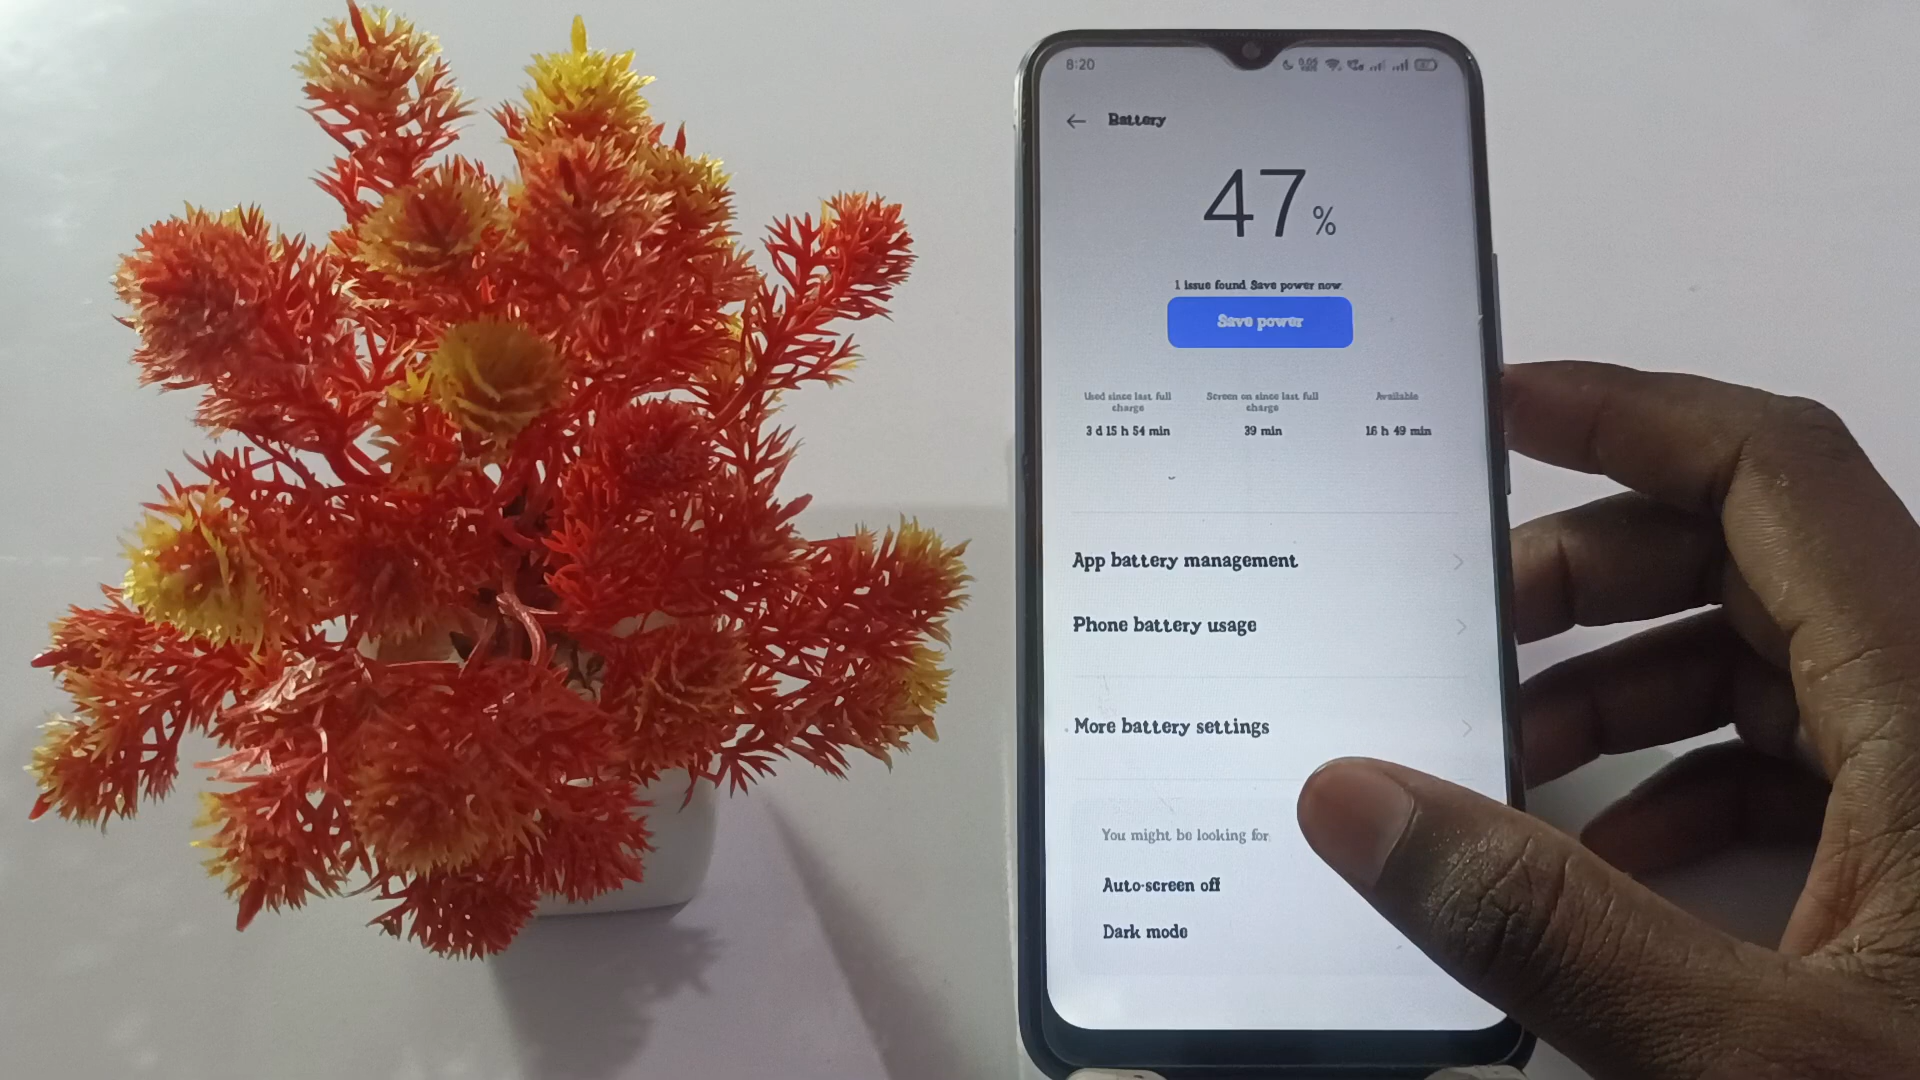 8:20
Battery
47%
1 issue found Save power now
Save power
Used since last full charge
Screen on since last full charge
Available
3 d 15 h 54 min
39 min
16 h 49 min
App battery management
Phone battery usage
More battery settings
You might be looking for
Auto-screen off
Dark mode